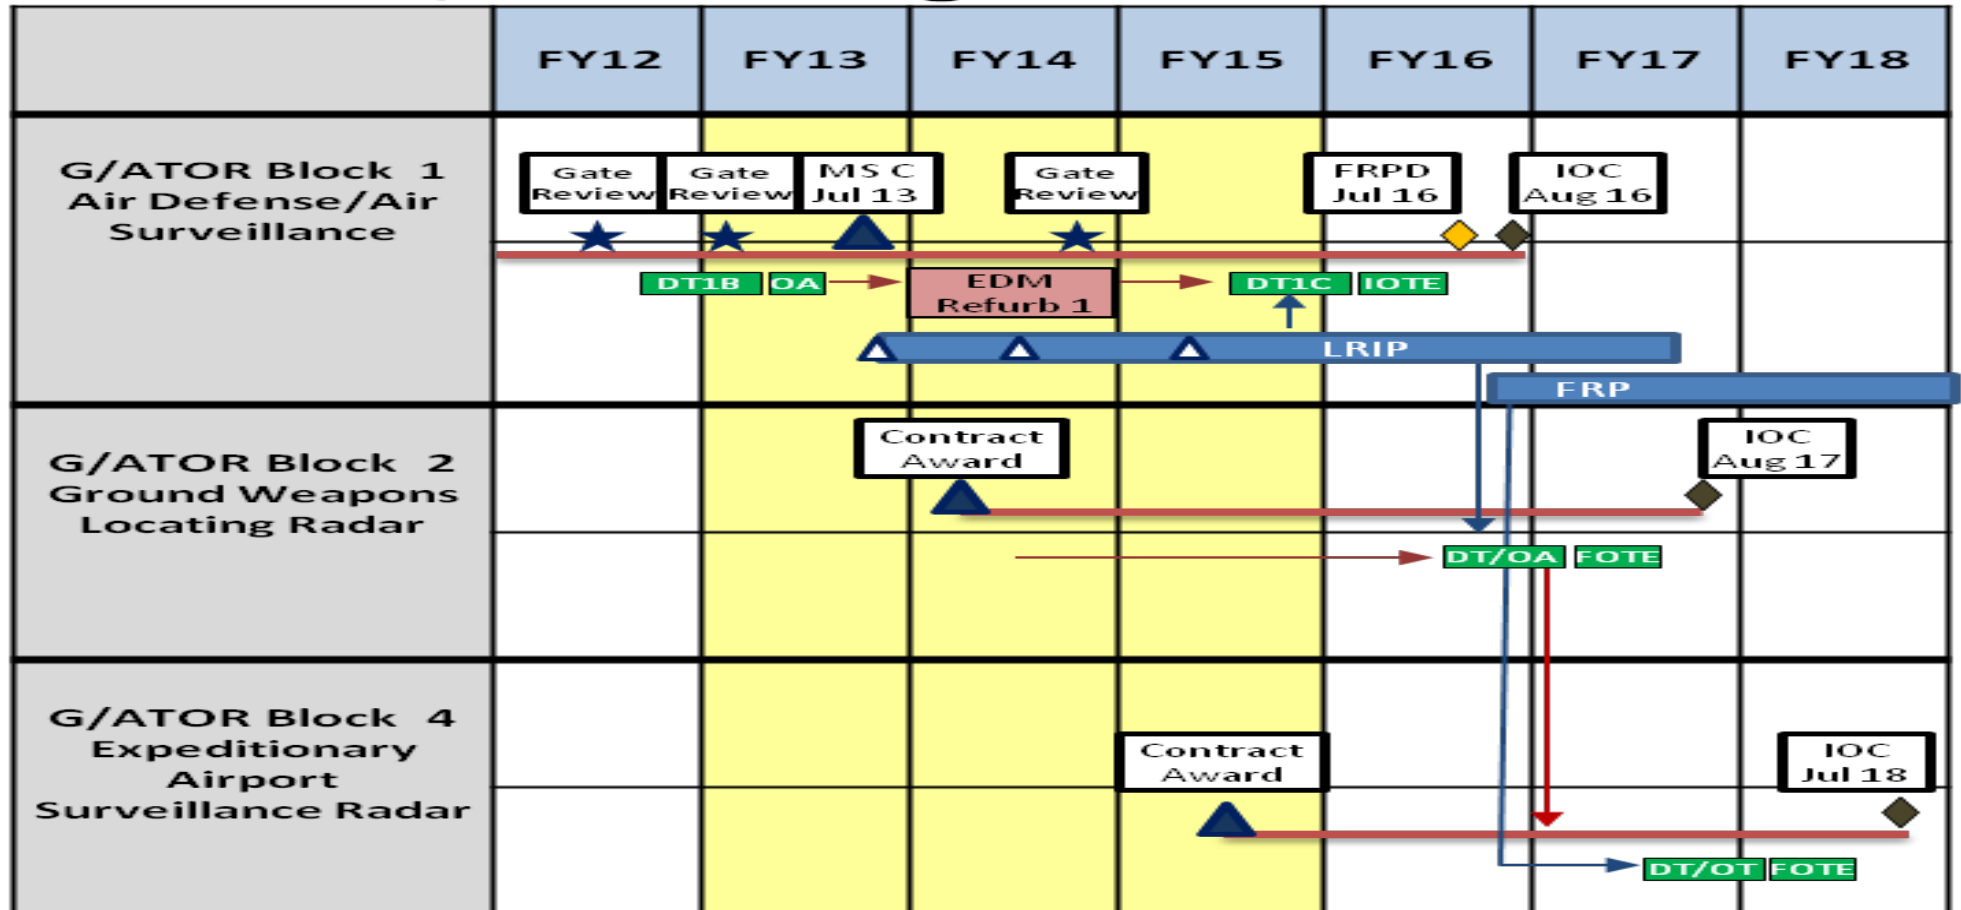 FY12 FY13 FY14 FY15 FY16 FY17 FY18
G/ATOR Block 1
Air Defense/Air
Surveillance
Gate
Review
Gate
Review
MS C
Jul 13
Gate
Review
FRPD
Jul 16
IOC
Aug 16
DT1B
OA
EDM
Refurb 1
DT1C
IOTE
LRIP
FRP
G/ATOR Block 2
Ground Weapons
Locating Radar
Contract
Award
IOC
Aug 17
DT/OA
FOTE
G/ATOR Block 4
Expeditionary
Airport
Surveillance Radar
Contract
Award
IOC
Jul 18
DT/OT
FOTE